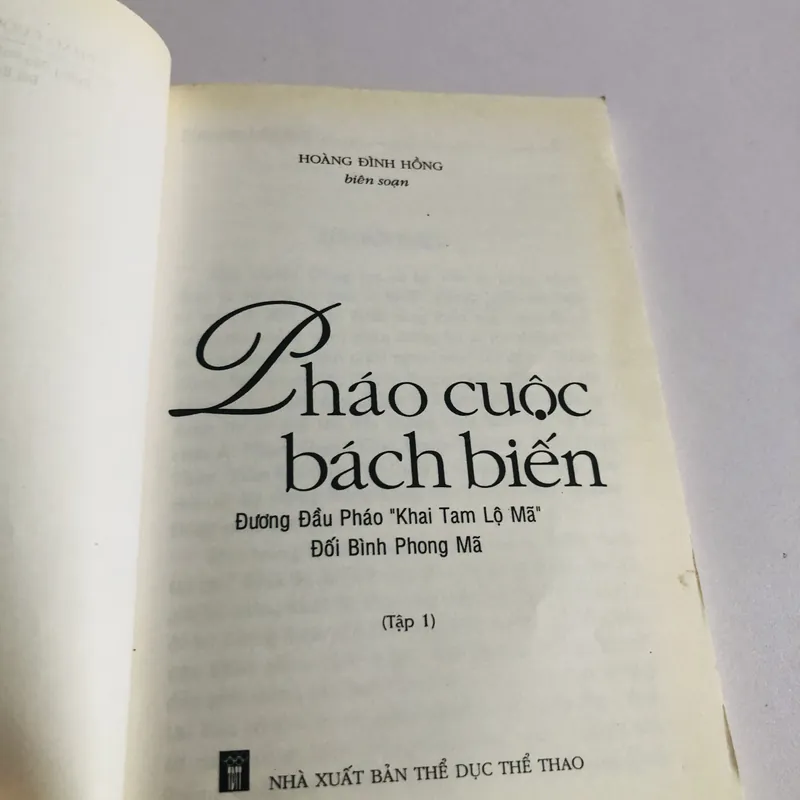 HOÀNG ĐÌNH HỒNG
biên soạn
Pháo cuộc
bách biến
Đương Đầu Pháo "Khai Tam Lộ Mã"
Đối Bình Phong Mã
(Tập 1)
NHÀ XUẤT BẢN THỂ DỤC THỂ THAO